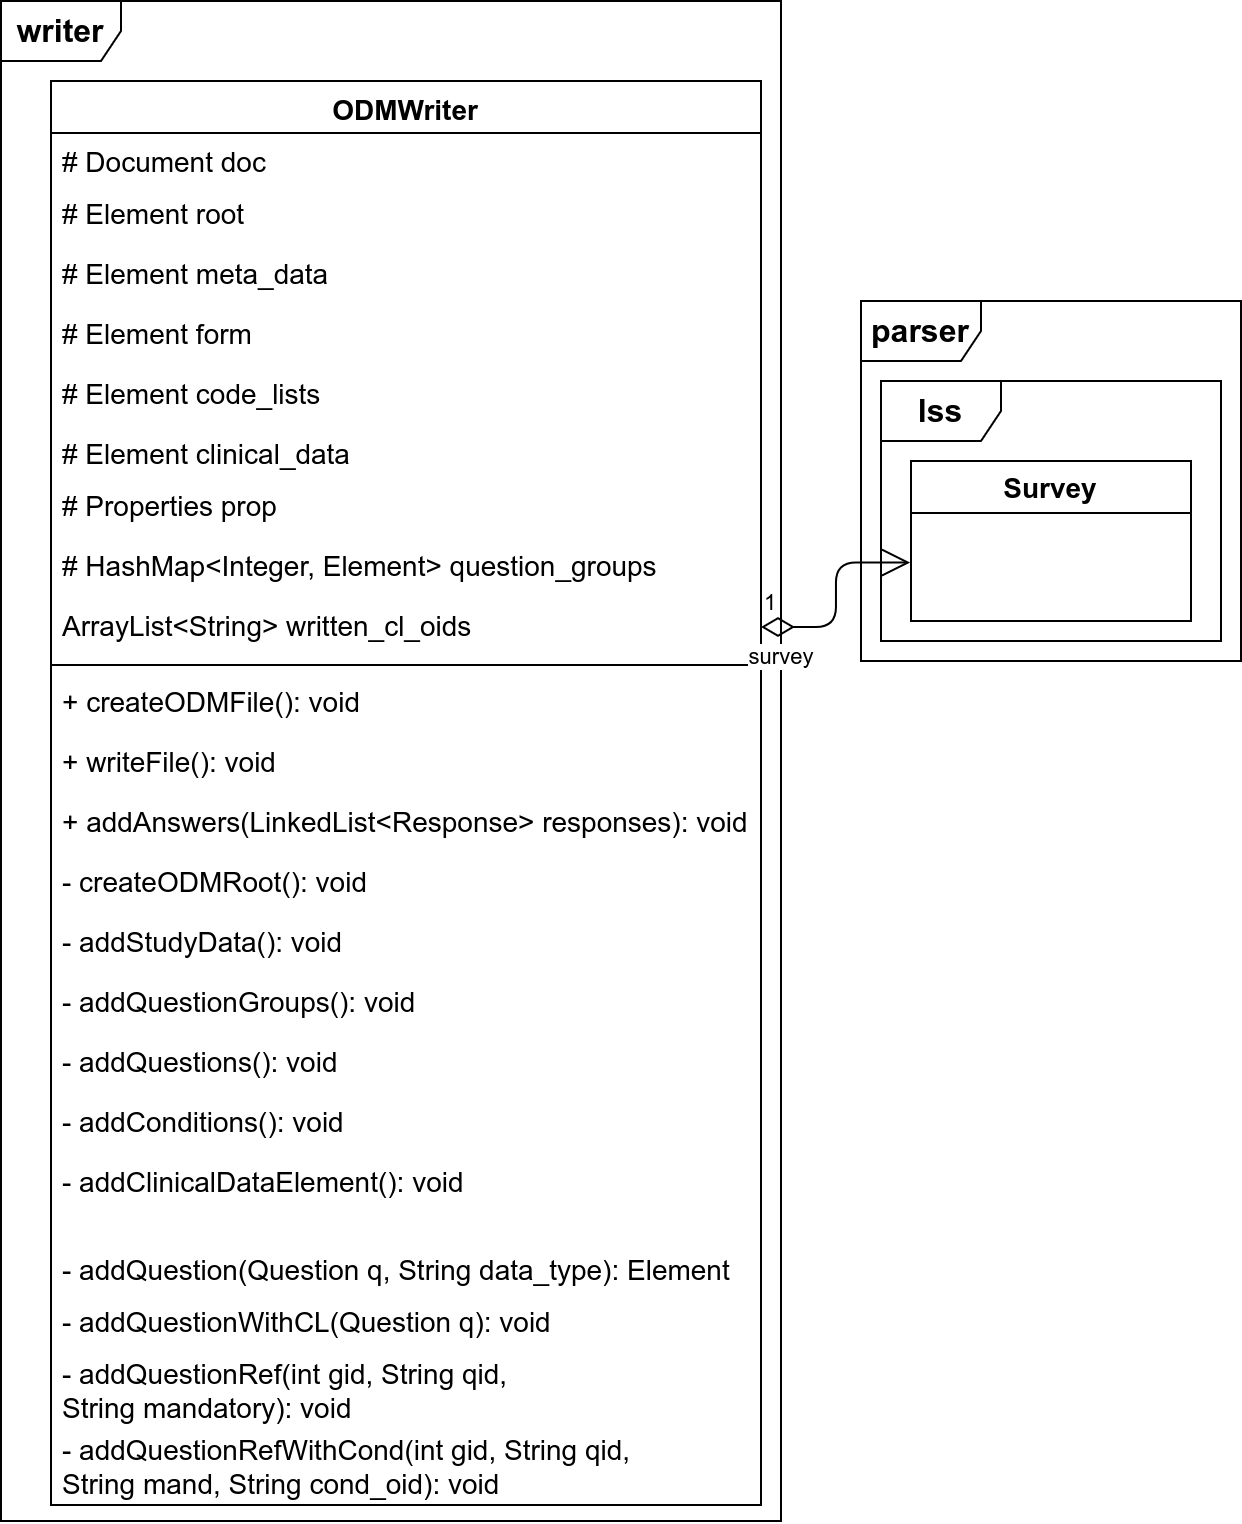 writer
ODMWriter
# Document doc
# Element root
# Element meta_data
# Element form
# Element code_lists
# Element clinical_data
# Properties prop
# HashMap<Integer, Element> question_groups
ArrayList<String> written_cl_oids
1
survey
parser
lss
Survey
+ createODMFile(): void
+ writeFile(): void
+ addAnswers(LinkedList<Response> responses): void
- createODMRoot(): void
- addStudyData(): void
- addQuestionGroups(): void
- addQuestions(): void
- addConditions(): void
- addClinicalDataElement(): void
- addQuestion(Question q, String data_type): Element
- addQuestionWithCL(Question q): void
- addQuestionRef(int gid, String qid,
String mandatory): void
- addQuestionRefWithCond(int gid, String qid,
String mand, String cond_oid): void